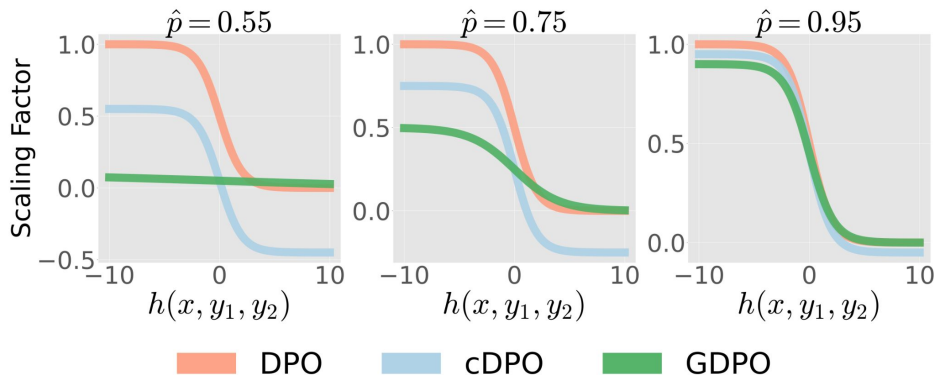 p̂ = 0.55 p̂ = 0.75 p̂ = 0.95
Scaling Factor
1.0 0.5 0.0 −0.5
1.0 0.5 0.0
1.0 0.5 0.0
−10 0 10 −10 0 10 −10 0 10
h(x, y₁, y₂) h(x, y₁, y₂) h(x, y₁, y₂)
DPO cDPO GDPO